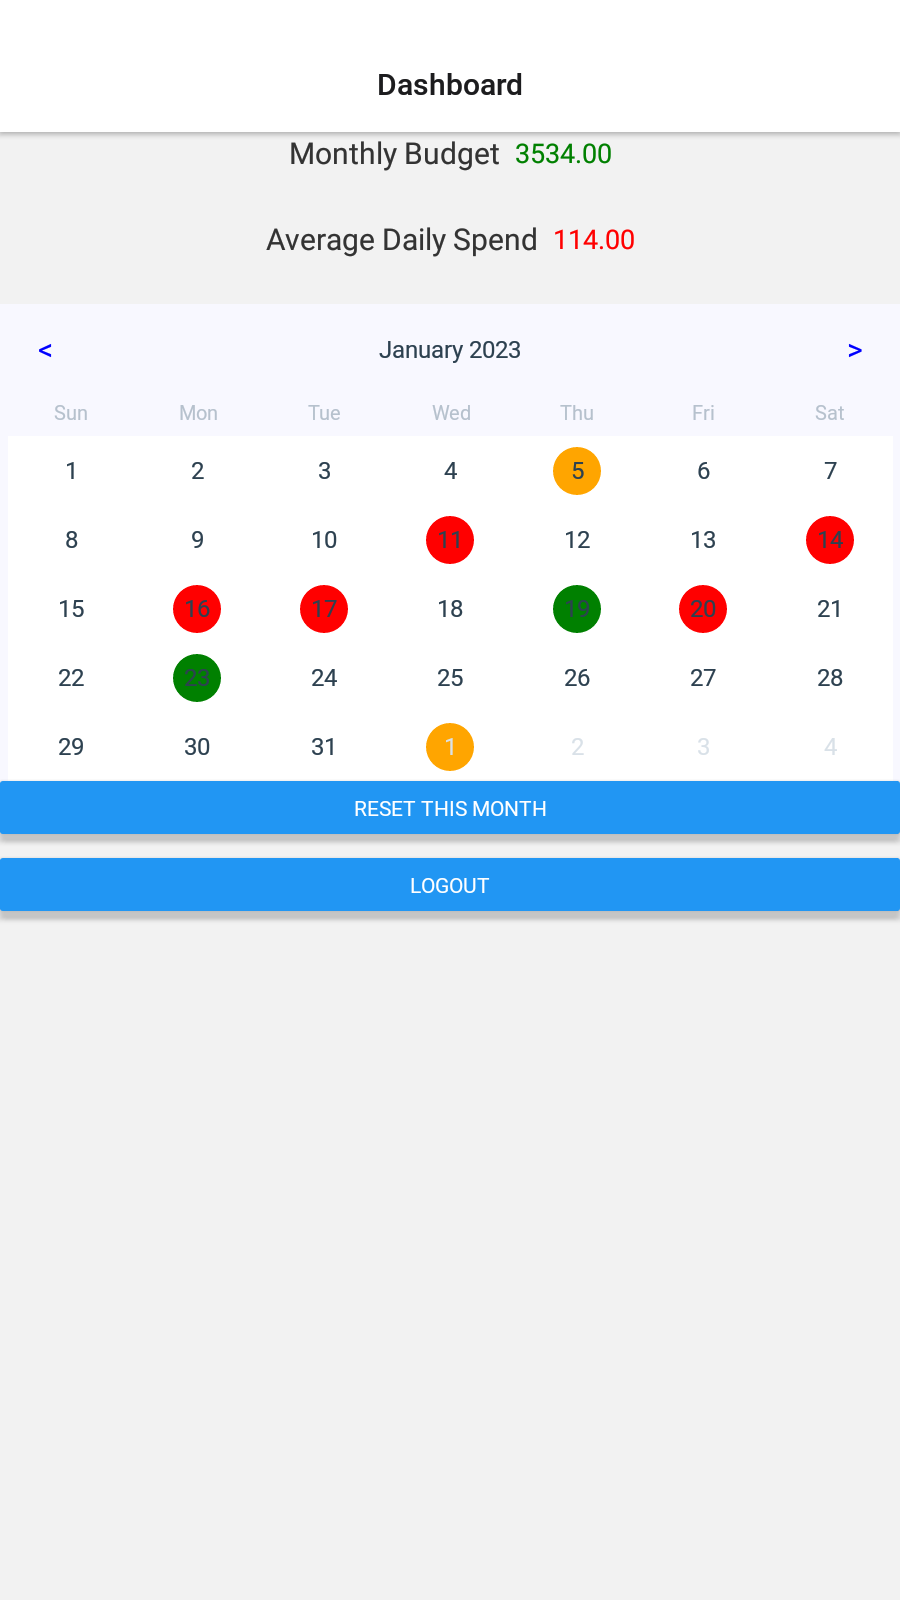 Dashboard
Monthly Budget 3534.00
Average Daily Spend 114.00
< January 2023 >
Sun Mon Tue Wed Thu Fri Sat
1 2 3 4 5 6 7
8 9 10 11 12 13 14
15 16 17 18 19 20 21
22 23 24 25 26 27 28
29 30 31 1 2 3 4
RESET THIS MONTH
LOGOUT